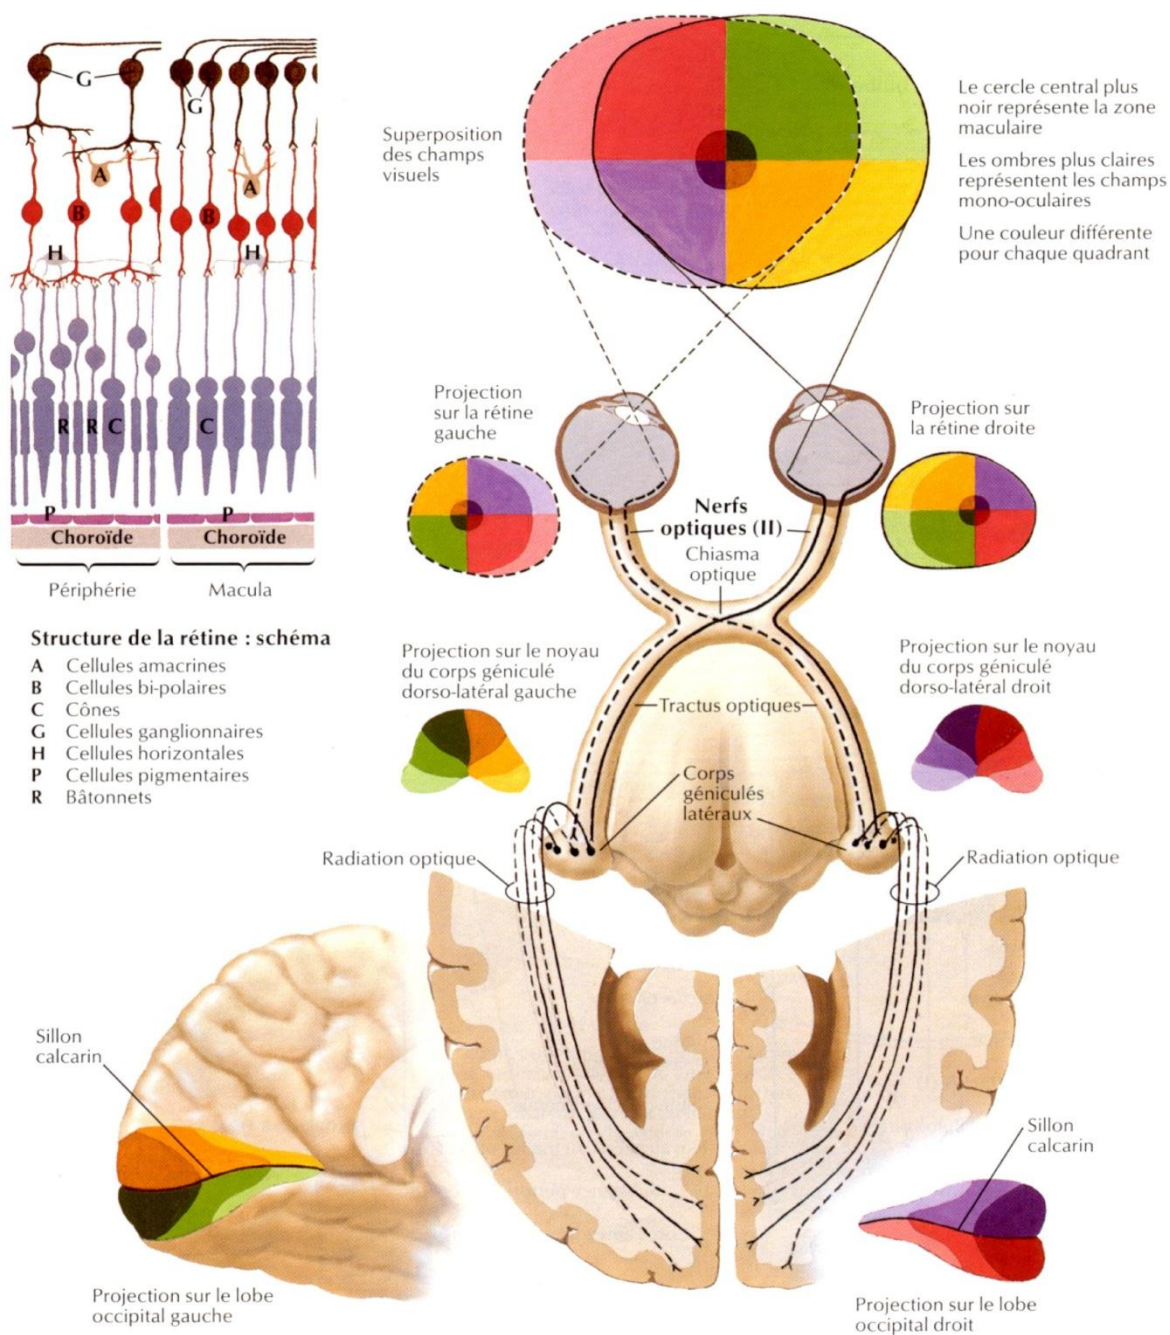 G
G
A
A
B
B
H
H
R
R
C
C
P
P
Choroïde
Choroïde
Périphérie
Macula
Structure de la rétine : schéma
A Cellules amacrines
B Cellules bi-polaires
C Cônes
G Cellules ganglionnaires
H Cellules horizontales
P Cellules pigmentaires
R Bâtonnets
Superposition
des champs
visuels
Le cercle central plus
noir représente la zone
maculaire
Les ombres plus claires
représentent les champs
mono-oculaires
Une couleur différente
pour chaque quadrant
Projection
sur la rétine
gauche
Projection sur
la rétine droite
Nerfs
optiques (II)
Chiasma
optique
Projection sur le noyau
du corps géniculé
dorso-latéral gauche
Projection sur le noyau
du corps géniculé
dorso-latéral droit
Tractus optiques
Corps
géniculés
latéraux
Radiation optique
Radiation optique
Sillon
calcarin
Sillon
calcarin
Projection sur le lobe
occipital gauche
Projection sur le lobe
occipital droit